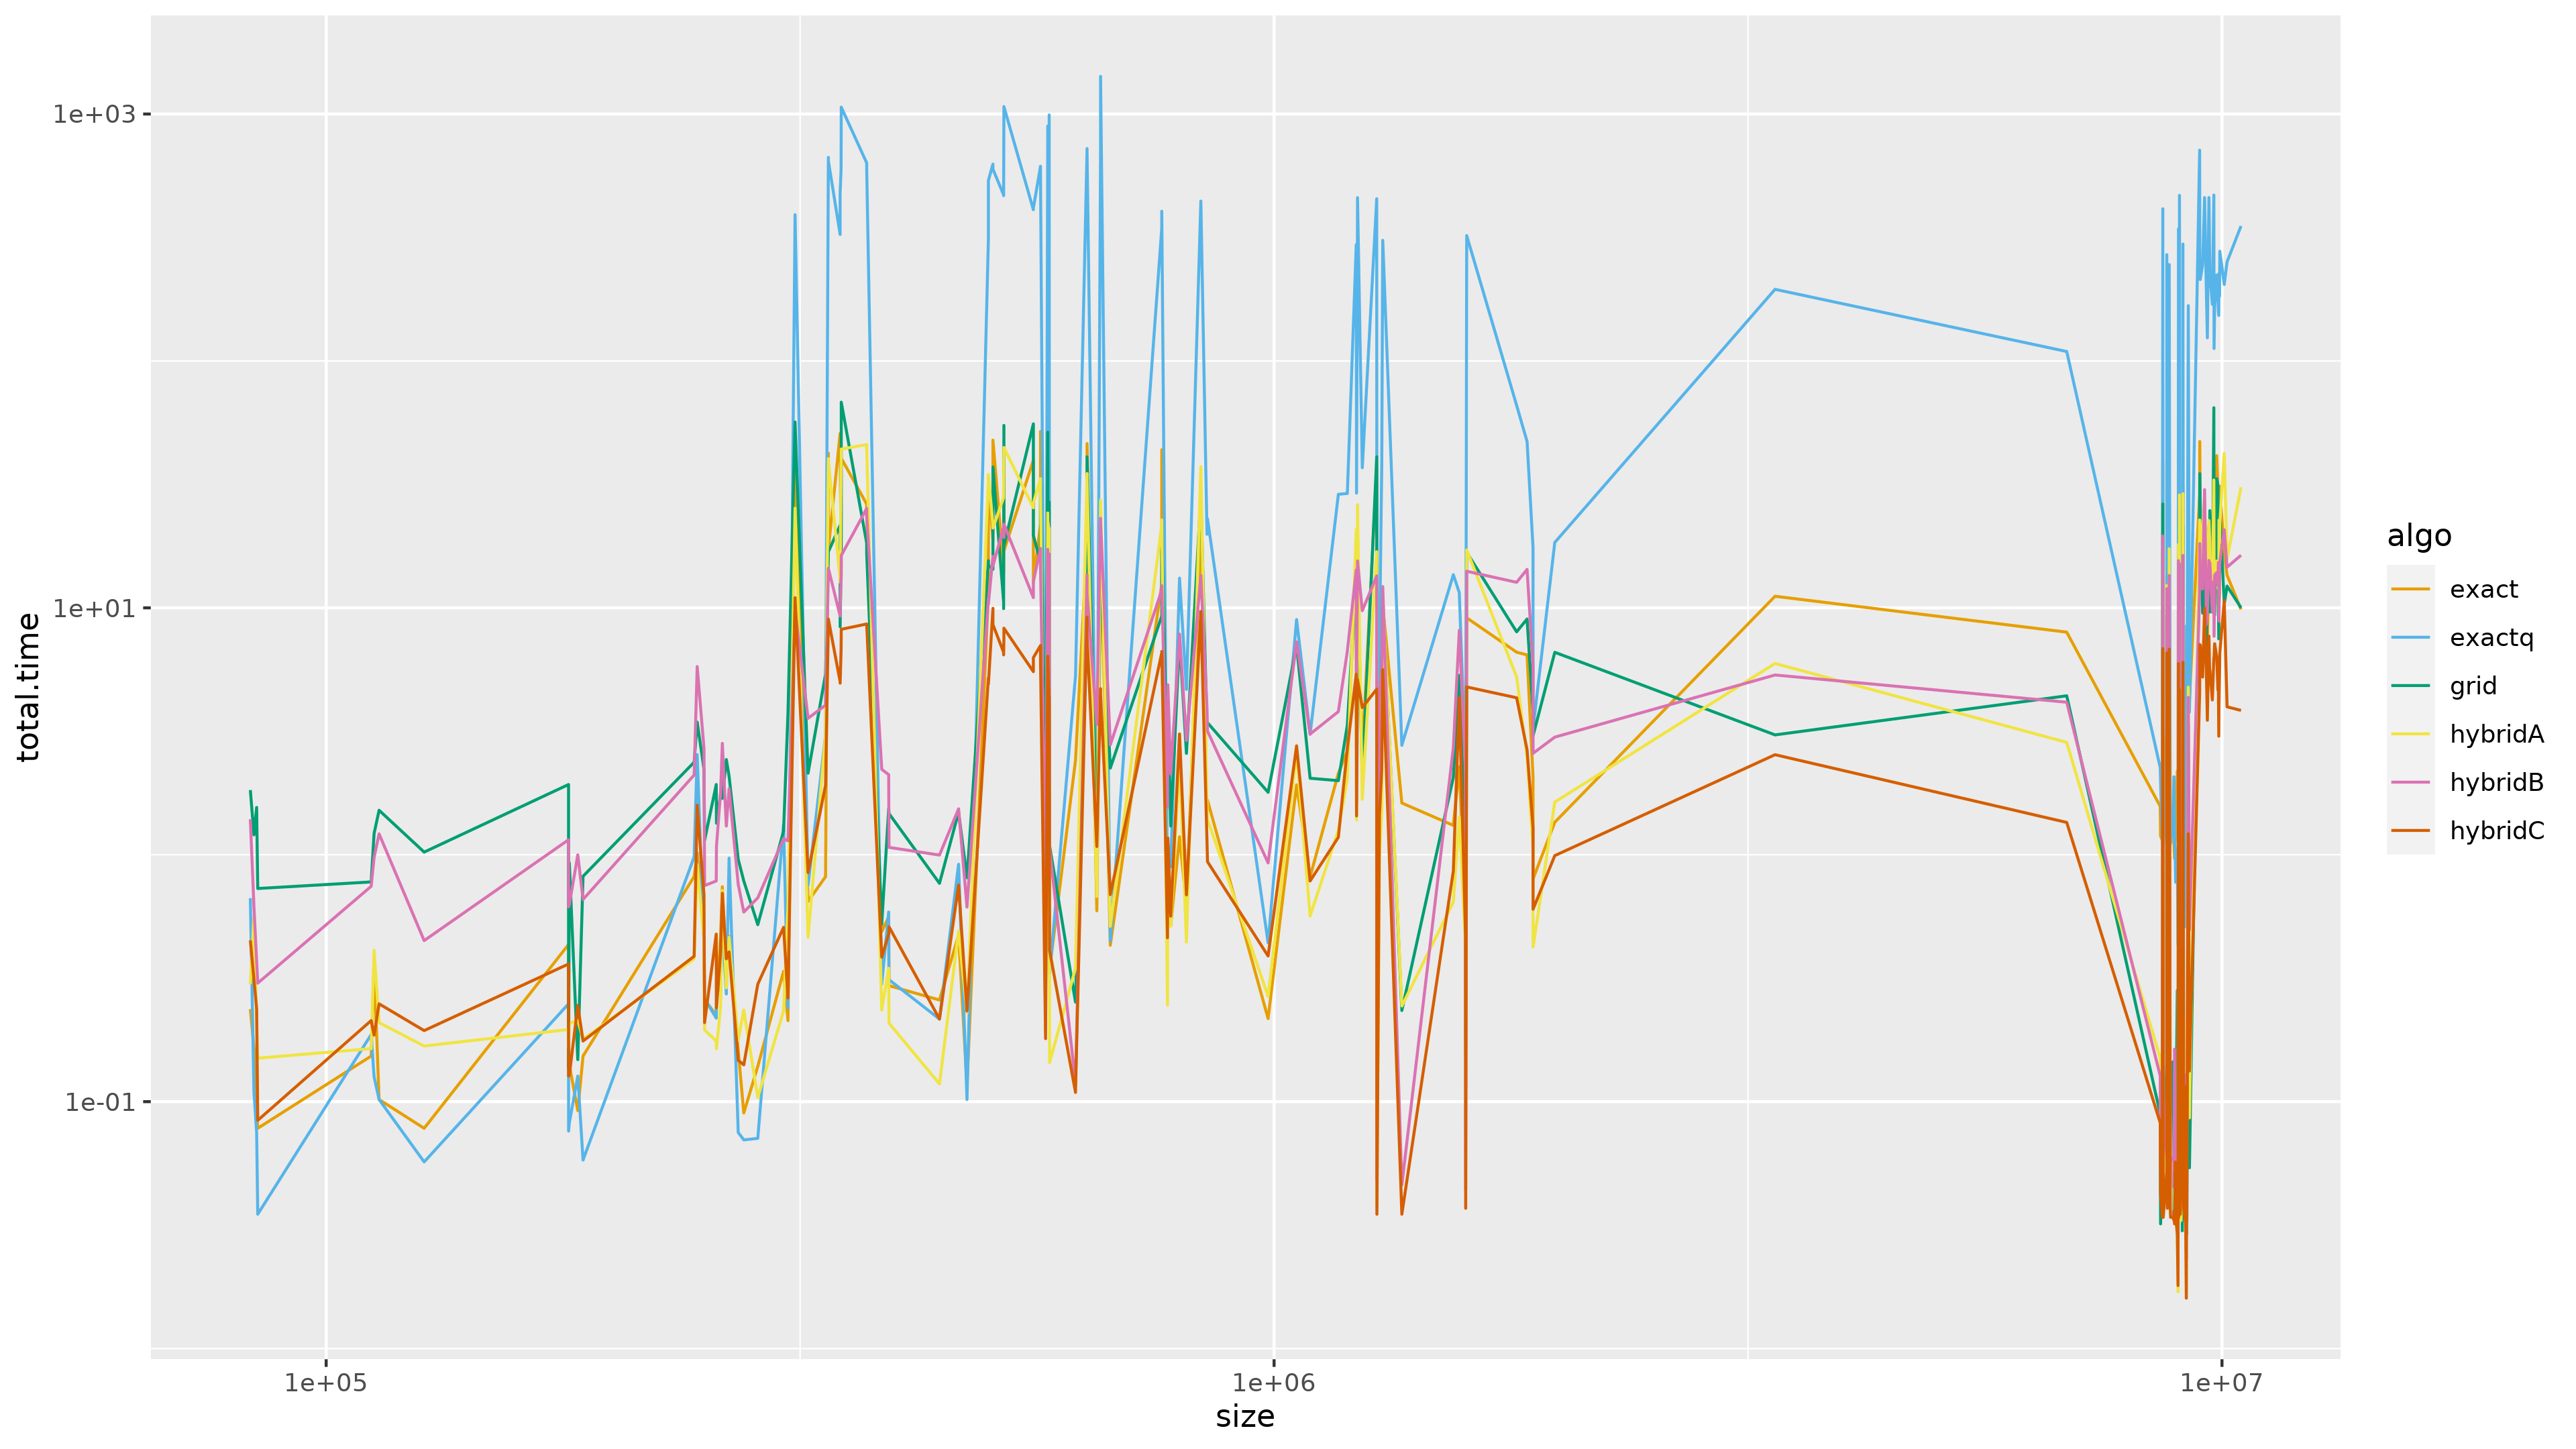 total.time
1e+03
1e+01
1e-01
1e+05
1e+06
1e+07
size
algo
exact
exactq
grid
hybridA
hybridB
hybridC